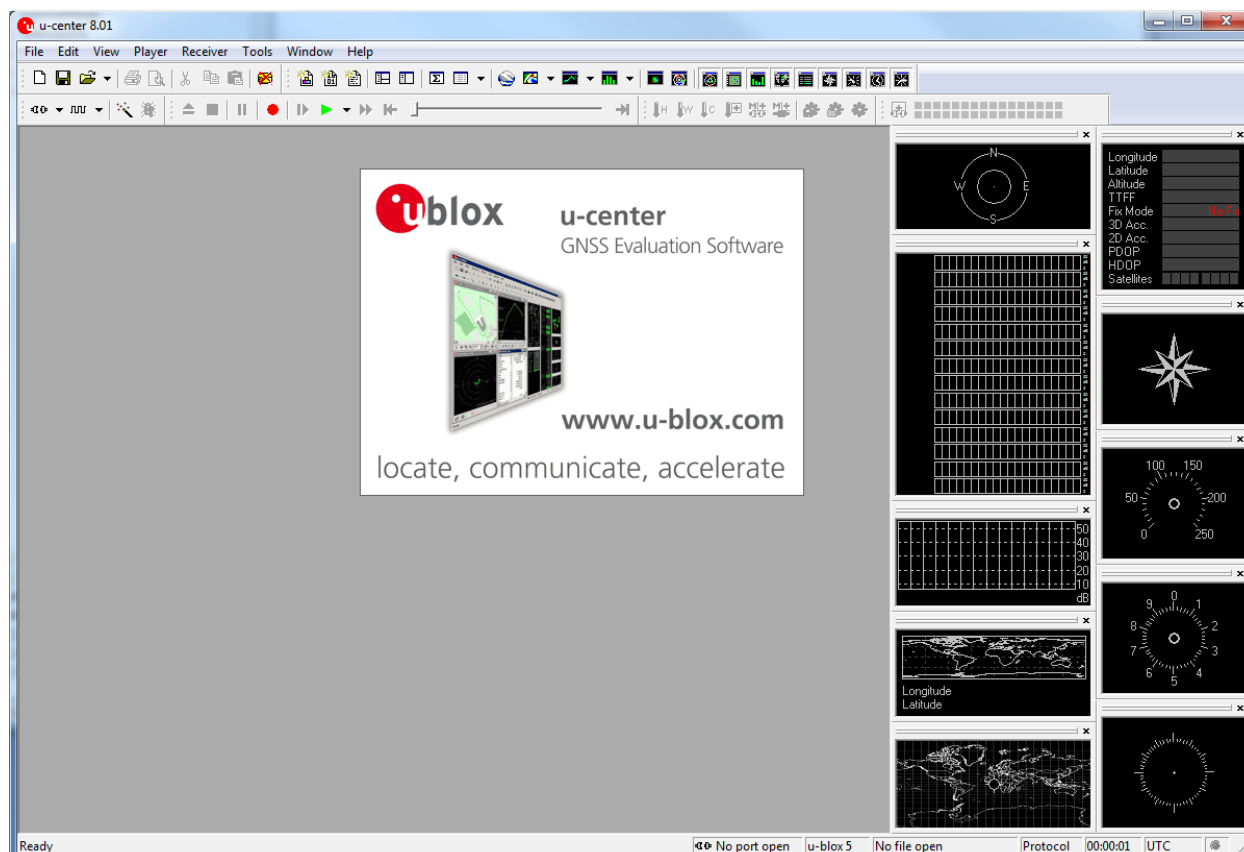 u-center 8.01
File Edit View Player Receiver Tools Window Help
ublox
u-center
GNSS Evaluation Software
www.u-blox.com
locate, communicate, accelerate
N
W E
S
50
40
30
20
10
dB
Longitude
Latitude
Longitude
Latitude
Altitude
TTFF
Fix Mode No Fix
3D Acc.
2D Acc.
PDOP
HDOP
Satellites
100 150
50 200
0 250
0
9 1
8 2
7 3
6 4
5
Ready No port open u-blox 5 No file open Protocol 00:00:01 UTC